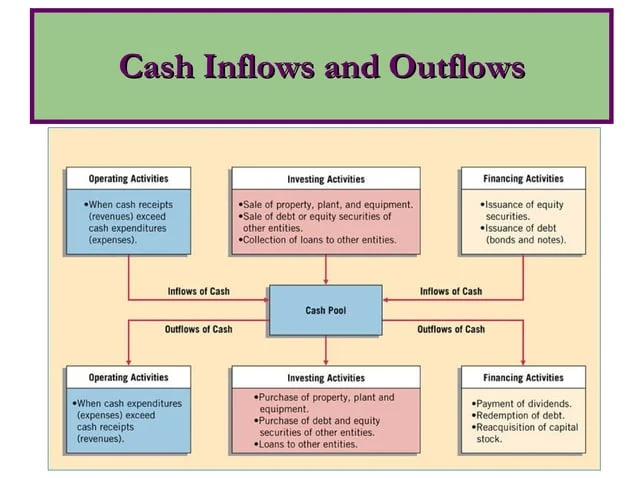 Cash Inflows and Outflows
Operating Activities
•When cash receipts
(revenues) exceed
cash expenditures
(expenses).
Investing Activities
•Sale of property, plant, and equipment.
•Sale of debt or equity securities of
other entities.
•Collection of loans to other entities.
Financing Activities
•Issuance of equity
securities.
•Issuance of debt
(bonds and notes).
Inflows of Cash
Inflows of Cash
Cash Pool
Outflows of Cash
Outflows of Cash
Operating Activities
•When cash expenditures
(expenses) exceed
cash receipts
(revenues).
Investing Activities
•Purchase of property, plant and
equipment.
•Purchase of debt and equity
securities of other entities.
•Loans to other entities.
Financing Activities
•Payment of dividends.
•Redemption of debt.
•Reacquisition of capital
stock.